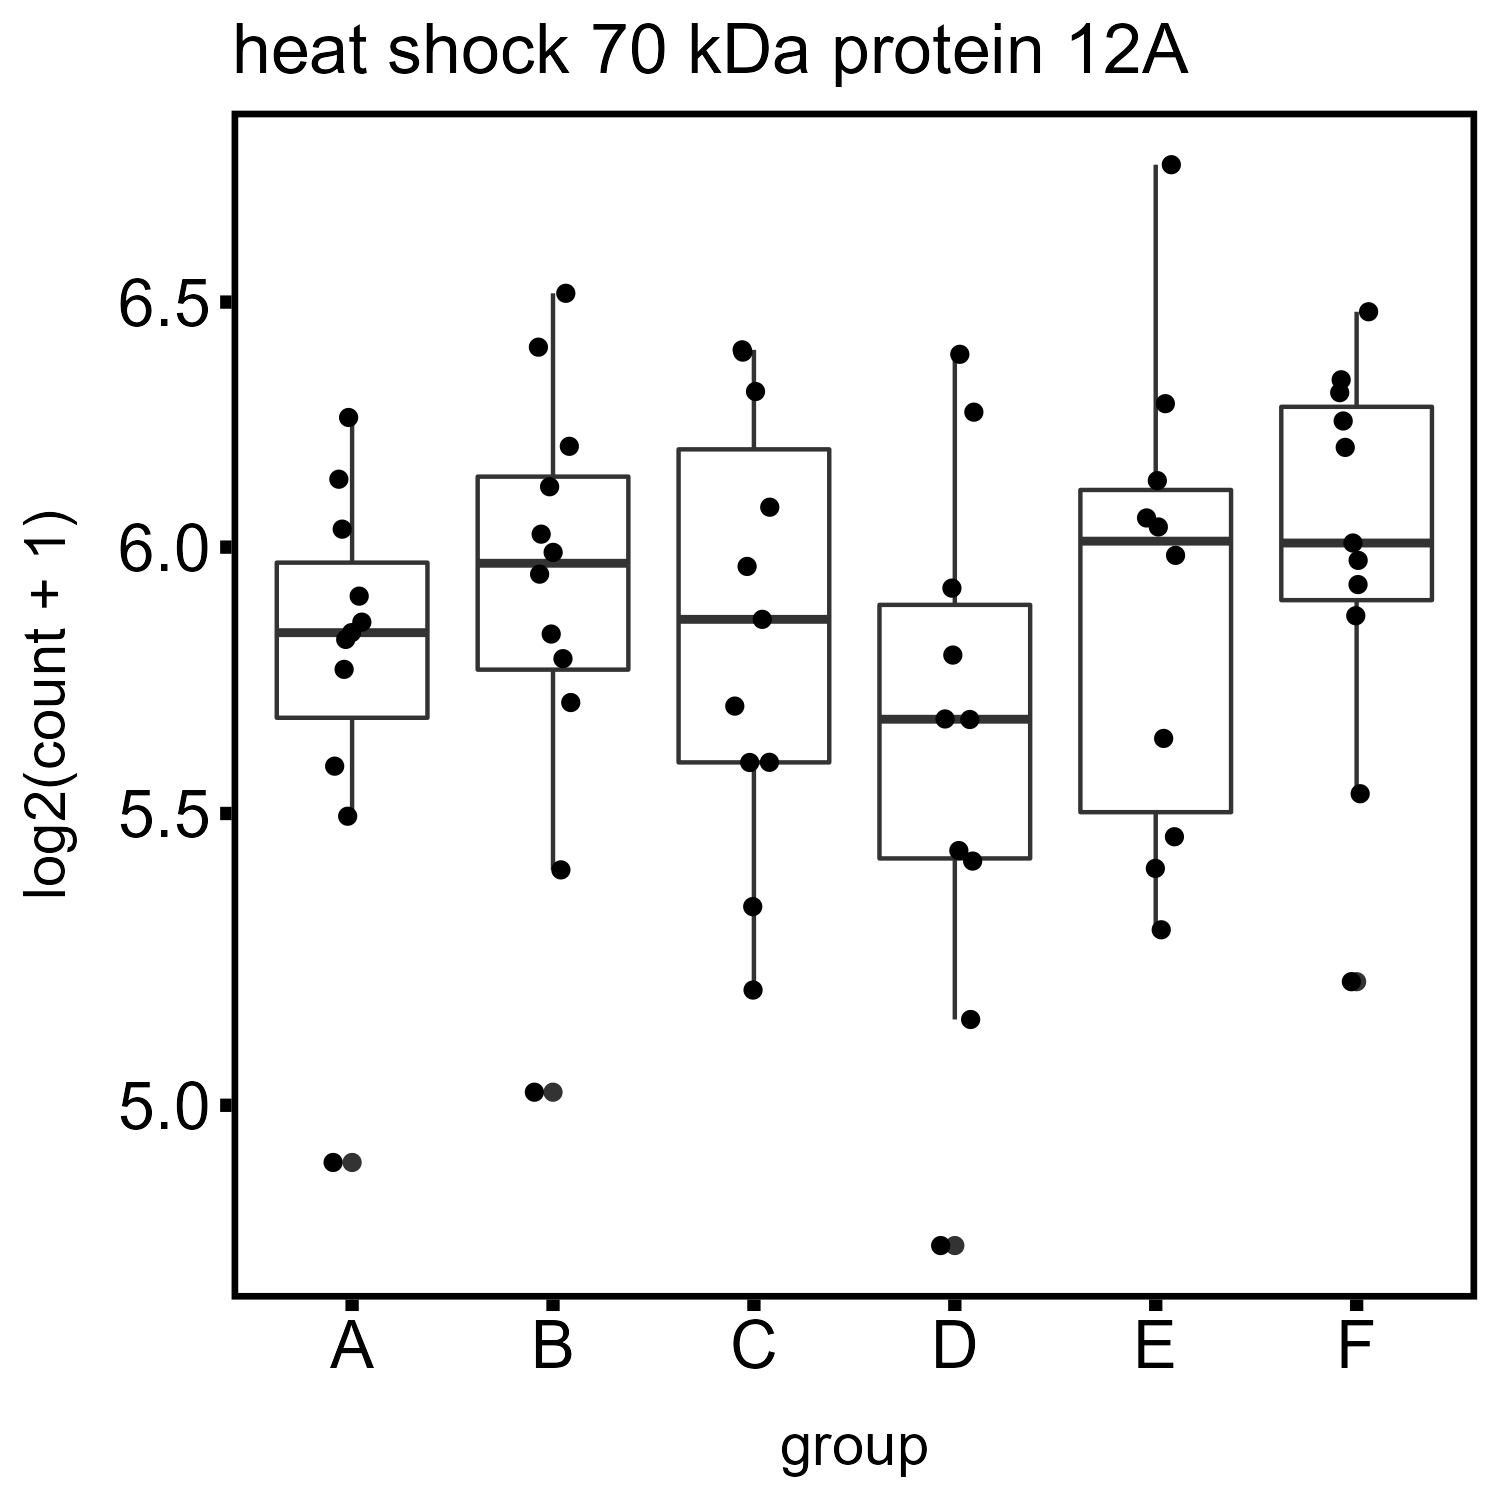 heat shock 70 kDa protein 12A
log2(count + 1)
6.5
6.0
5.5
5.0
A B C D E F
group